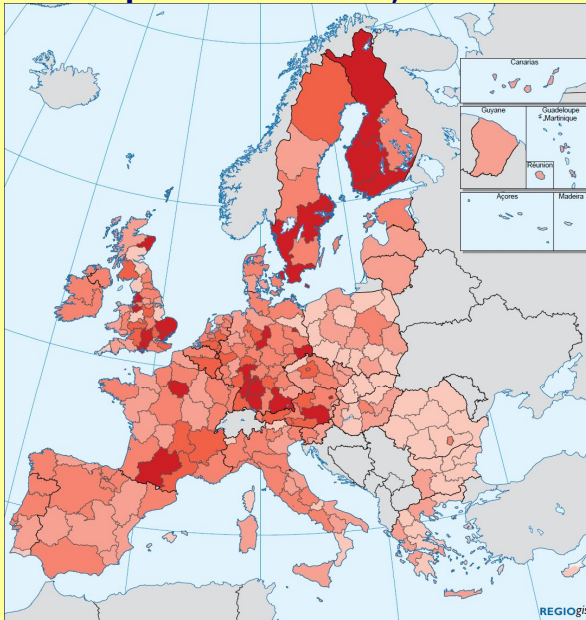 Canarias
Guyane
Guadeloupe
Martinique
Réunion
Açores
Madeira
REGIOgis